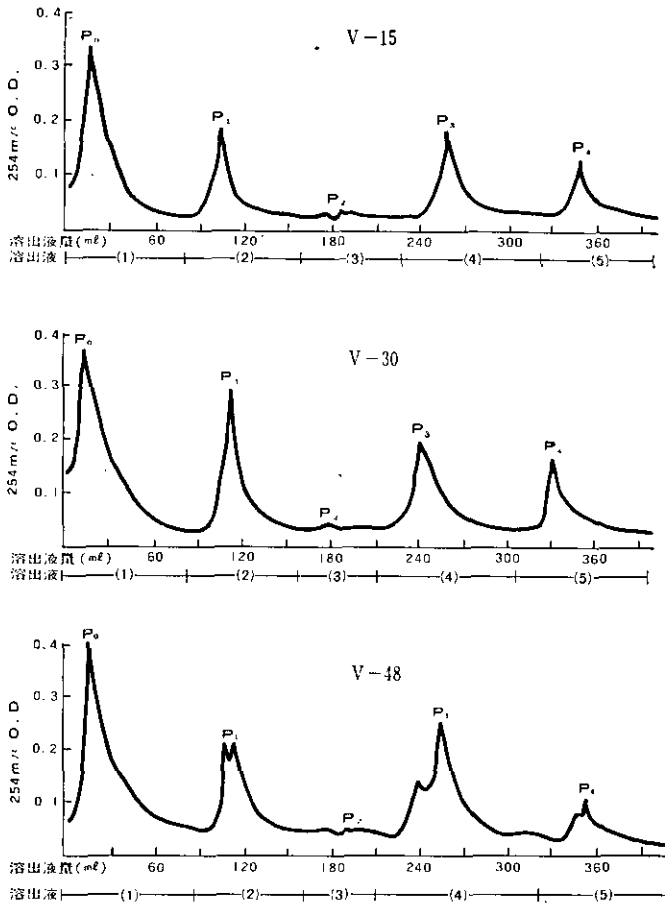 V-15
254mμ O.D.
0.4
0.3
0.2
0.1
P₀
P₁
P₂
P₃
P₄
溶出液量(mℓ) 60 120 180 240 300 360
溶出液 (1) (2) (3) (4) (5)
V-30
254mμ O.D.
0.4
0.3
0.2
0.1
P₀
P₁
P₂
P₃
P₄
溶出液量(mℓ) 60 120 180 240 300 360
溶出液 (1) (2) (3) (4) (5)
V-48
254mμ O.D
0.4
0.3
0.2
0.1
P₀
P₁
P₂
P₃
P₄
溶出液量(mℓ) 60 120 180 240 300 360
溶出液 (1) (2) (3) (4) (5)